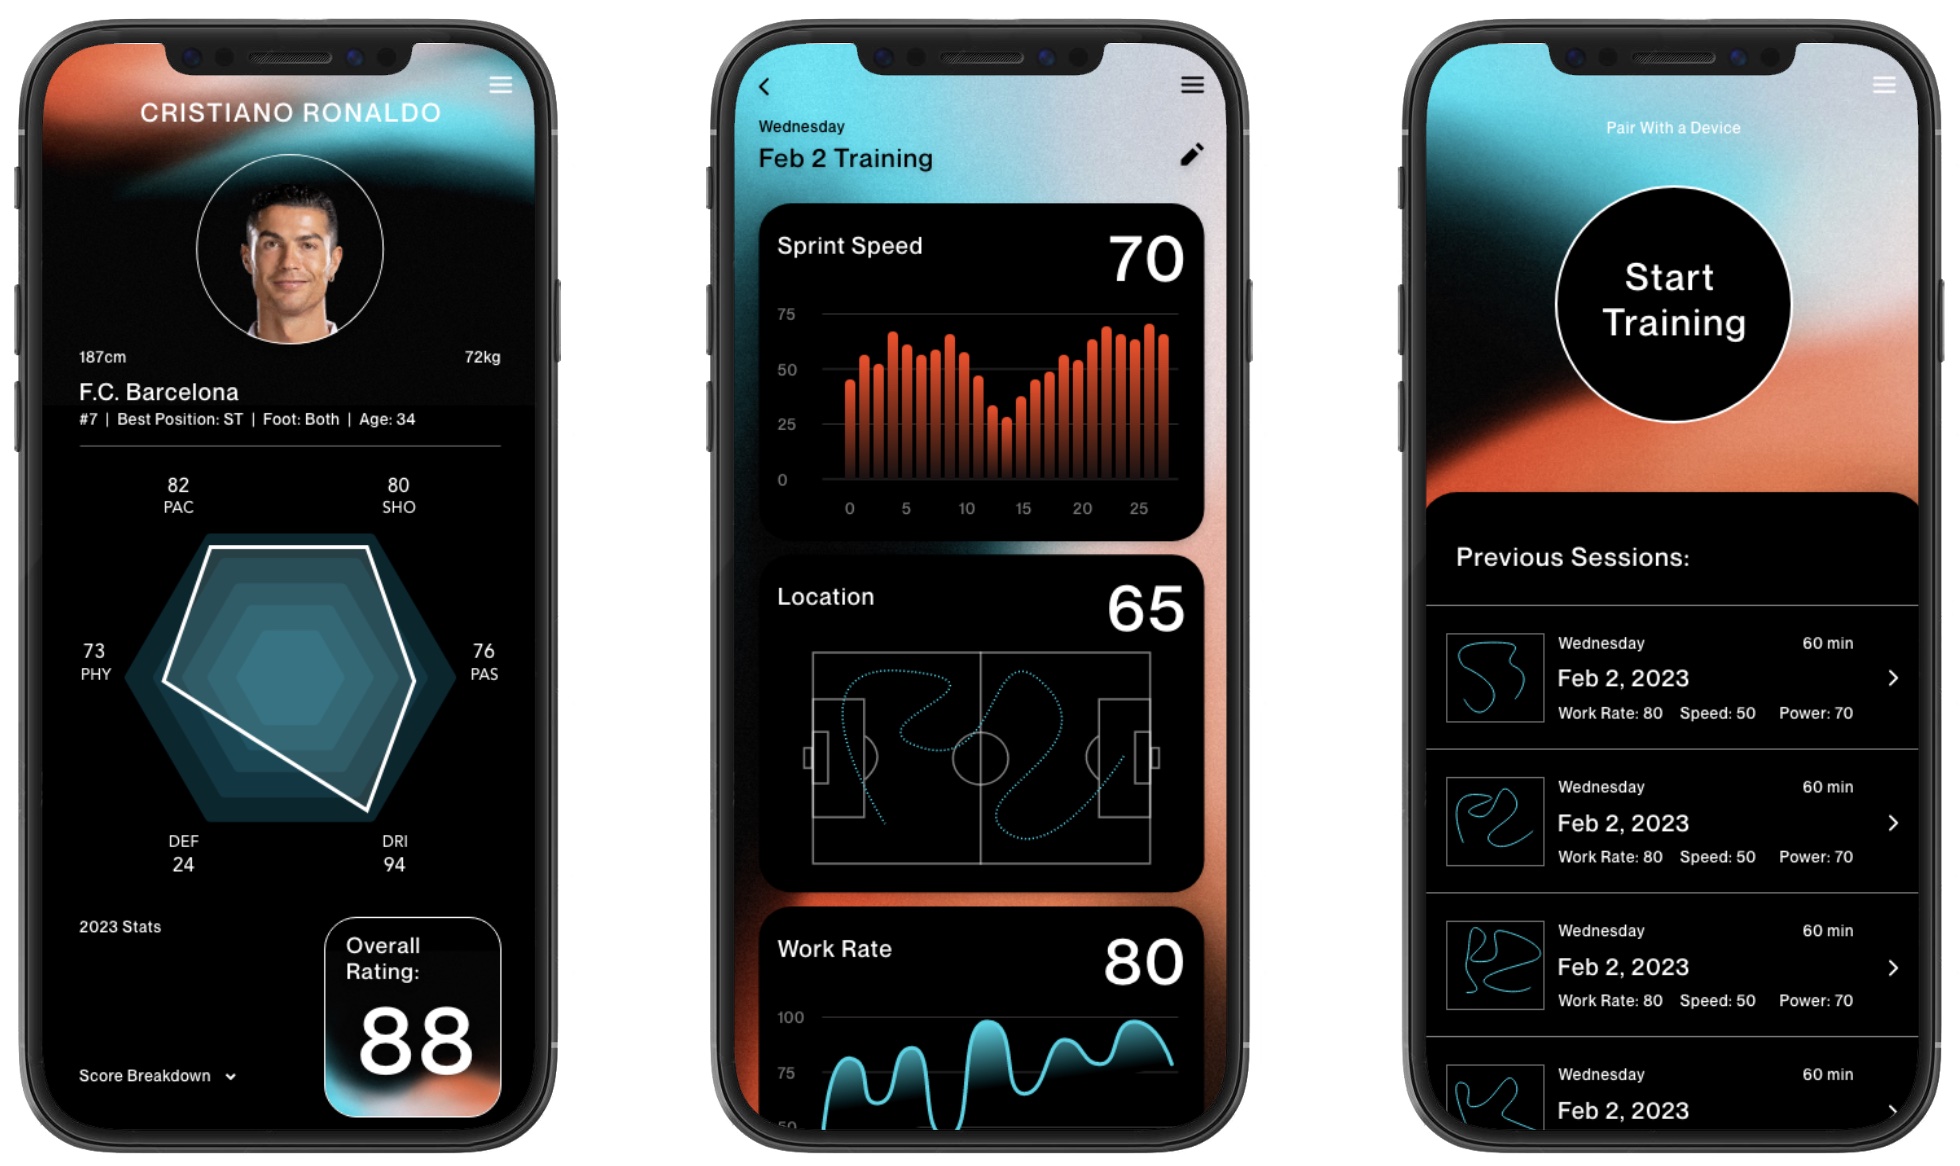 CRISTIANO RONALDO
187cm 72kg
F.C. Barcelona
#7 | Best Position: ST | Foot: Both | Age: 34
82 80
PAC SHO
73 76
PHY PAS
DEF DRI
24 94
2023 Stats
Overall
Rating:
88
Score Breakdown
Wednesday
Feb 2 Training
Sprint Speed 70
75
50
25
0
0 5 10 15 20 25
Location 65
Work Rate 80
100
75
50
Pair With a Device
Start
Training
Previous Sessions:
Wednesday 60 min
Feb 2, 2023
Work Rate: 80 Speed: 50 Power: 70
Wednesday 60 min
Feb 2, 2023
Work Rate: 80 Speed: 50 Power: 70
Wednesday 60 min
Feb 2, 2023
Work Rate: 80 Speed: 50 Power: 70
Wednesday 60 min
Feb 2, 2023